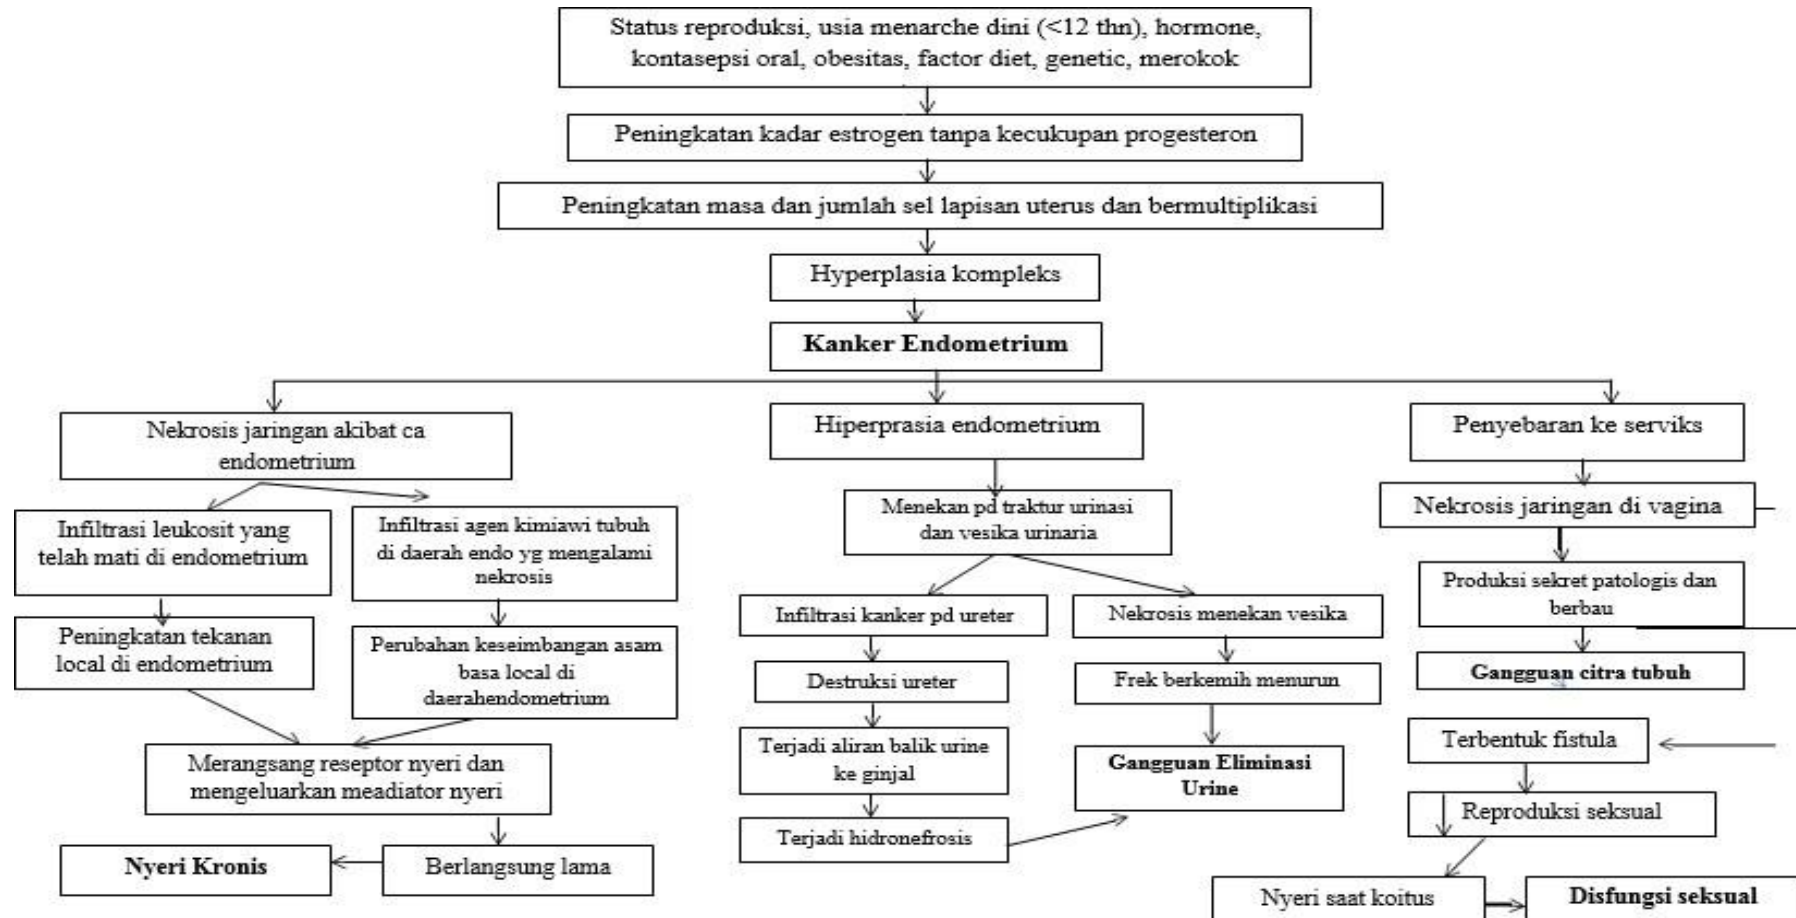 Status reproduksi, usia menarche dini (<12 thn), hormone,
kontasepsi oral, obesitas, factor diet, genetic, merokok
Peningkatan kadar estrogen tanpa kecukupan progesteron
Peningkatan masa dan jumlah sel lapisan uterus dan bermultiplikasi
Hyperplasia kompleks
Kanker Endometrium
Nekrosis jaringan akibat ca
endometrium
Infiltrasi leukosit yang
telah mati di endometrium
Infiltrasi agen kimiawi tubuh
di daerah endo yg mengalami
nekrosis
Peningkatan tekanan
local di endometrium
Perubahan keseimbangan asam
basa local di
daerahendometrium
Merangsang reseptor nyeri dan
mengeluarkan meadiator nyeri
Nyeri Kronis
Berlangsung lama
Hiperprasia endometrium
Menekan pd traktur urinasi
dan vesika urinaria
Infiltrasi kanker pd ureter
Nekrosis menekan vesika
Destruksi ureter
Frek berkemih menurun
Terjadi aliran balik urine
ke ginjal
Gangguan Eliminasi
Urine
Terjadi hidronefrosis
Penyebaran ke serviks
Nekrosis jaringan di vagina
Produksi sekret patologis dan
berbau
Gangguan citra tubuh
Terbentuk fistula
Reproduksi seksual
Nyeri saat koitus
Disfungsi seksual